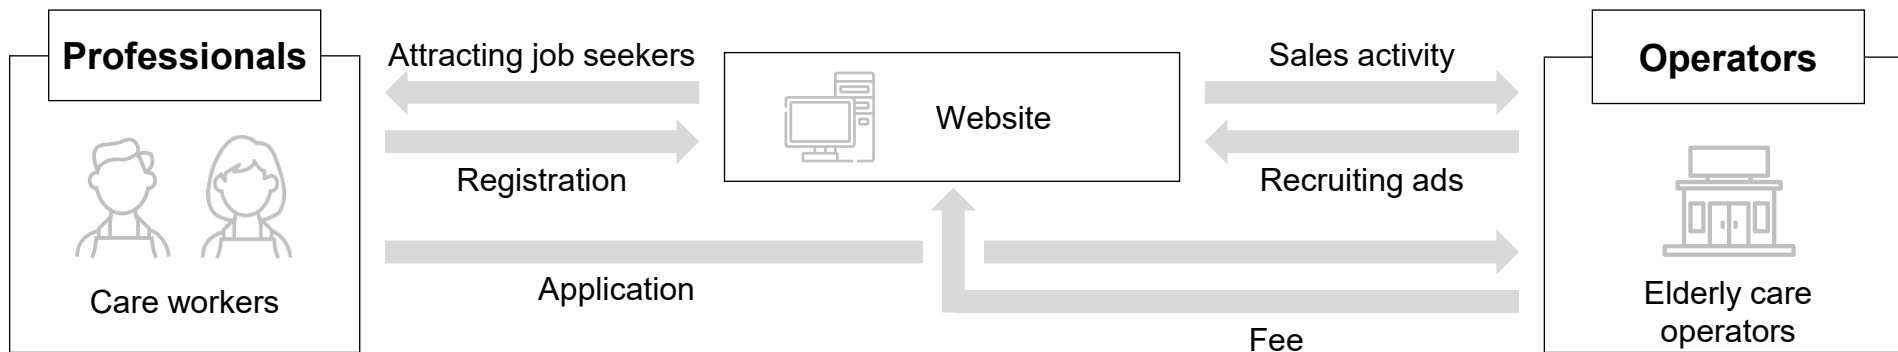 Professionals
Attracting job seekers
Sales activity
Operators
Website
Registration
Recruiting ads
Application
Care workers
Elderly care
operators
Fee